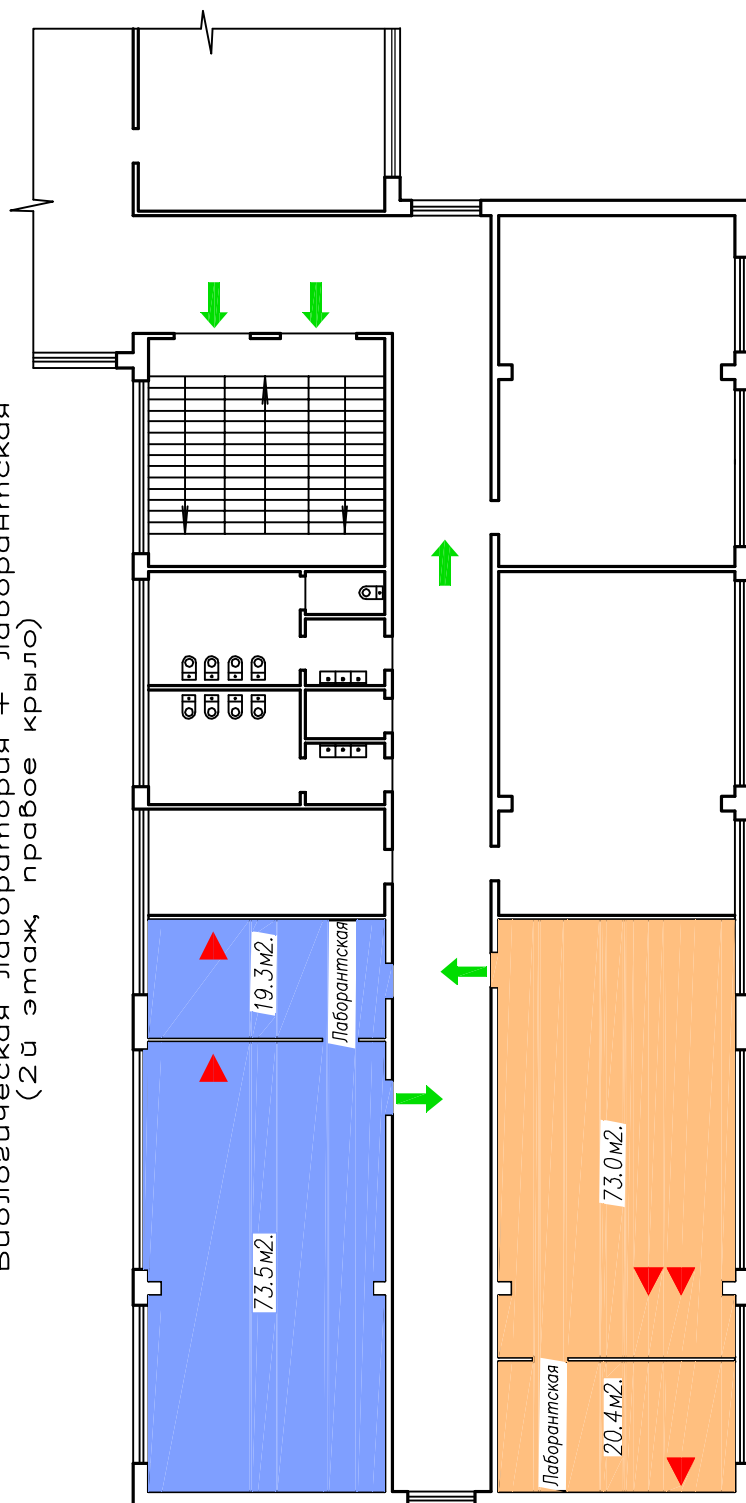 Биологическая лаборатория + лаборантская
(2й этаж, правое крыло)
19.3м2.
Лаборантская
73.5м2.
73.0м2.
Лаборантская
20.4м2.